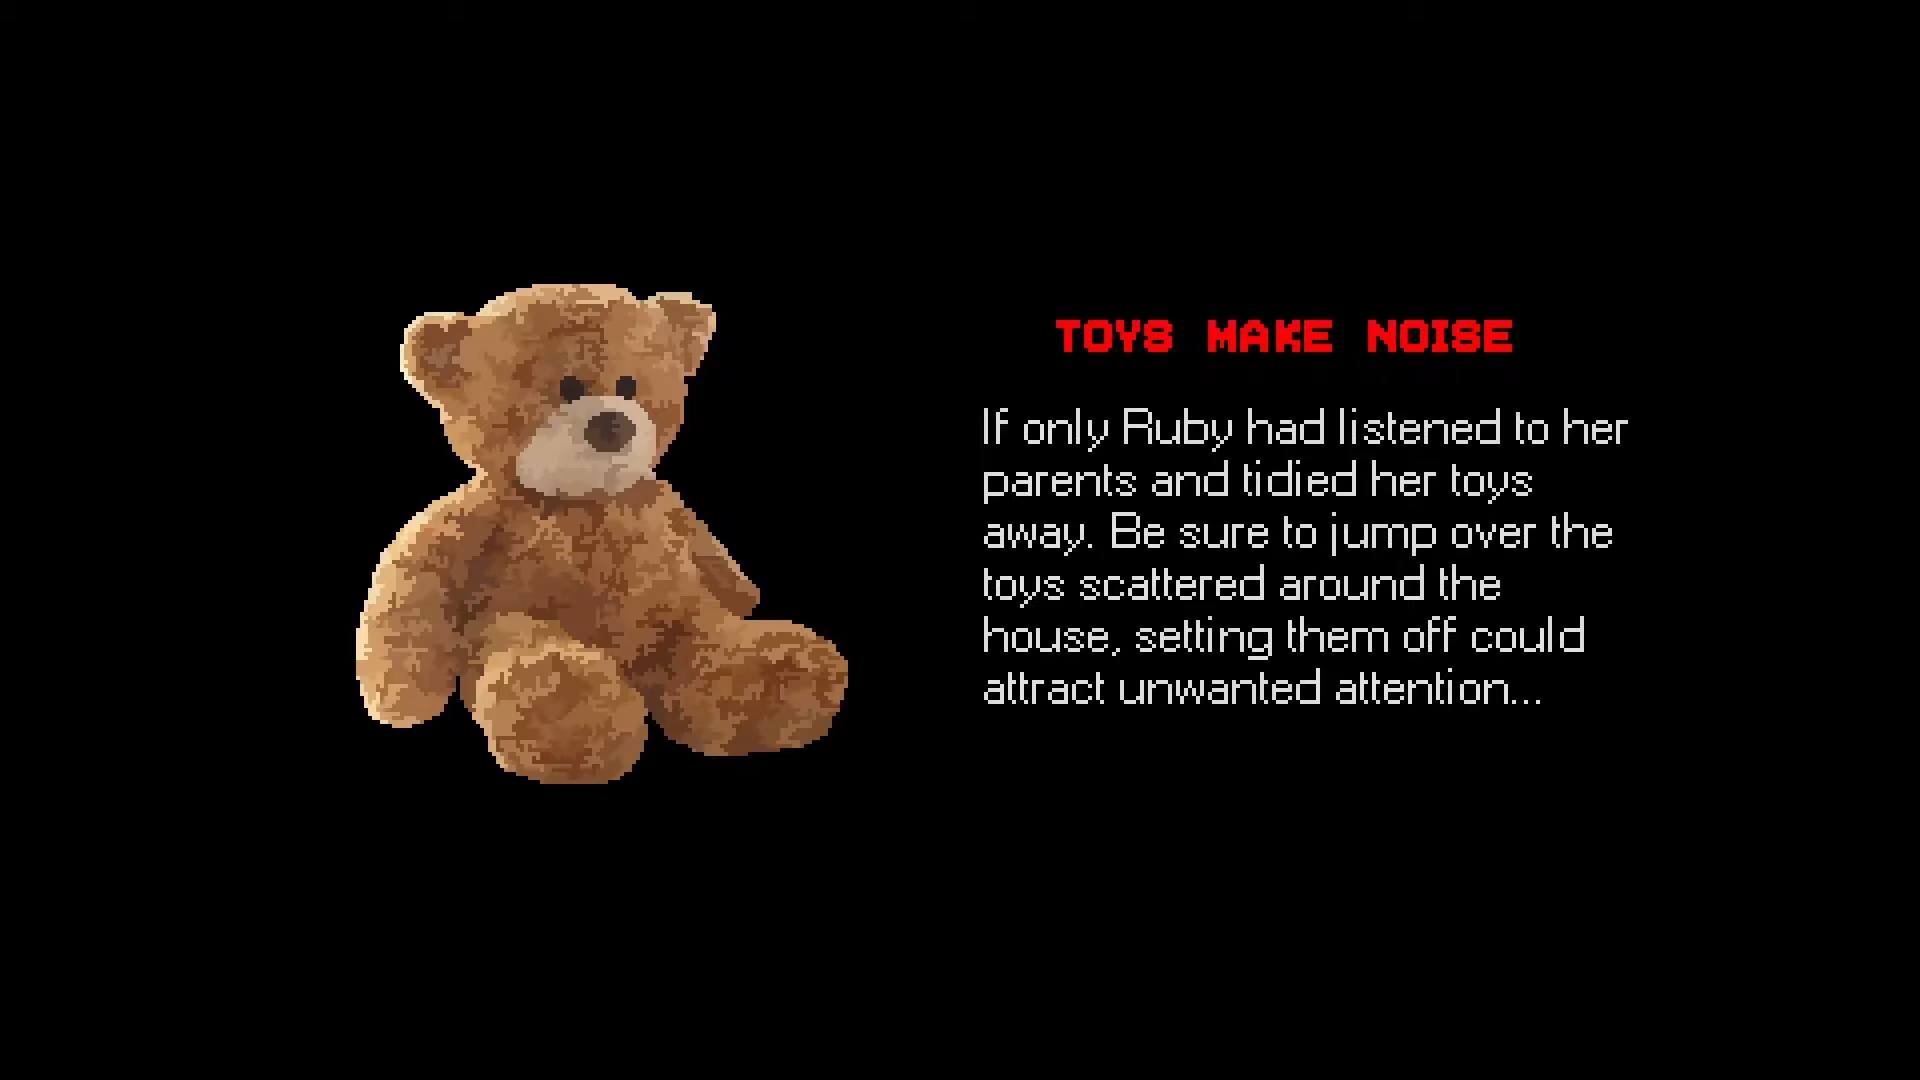 TOYS MAKE NOISE
If only Ruby had listened to her
parents and tidied her toys
away. Be sure to jump over the
toys scattered around the
house, setting them off could
attract unwanted attention...